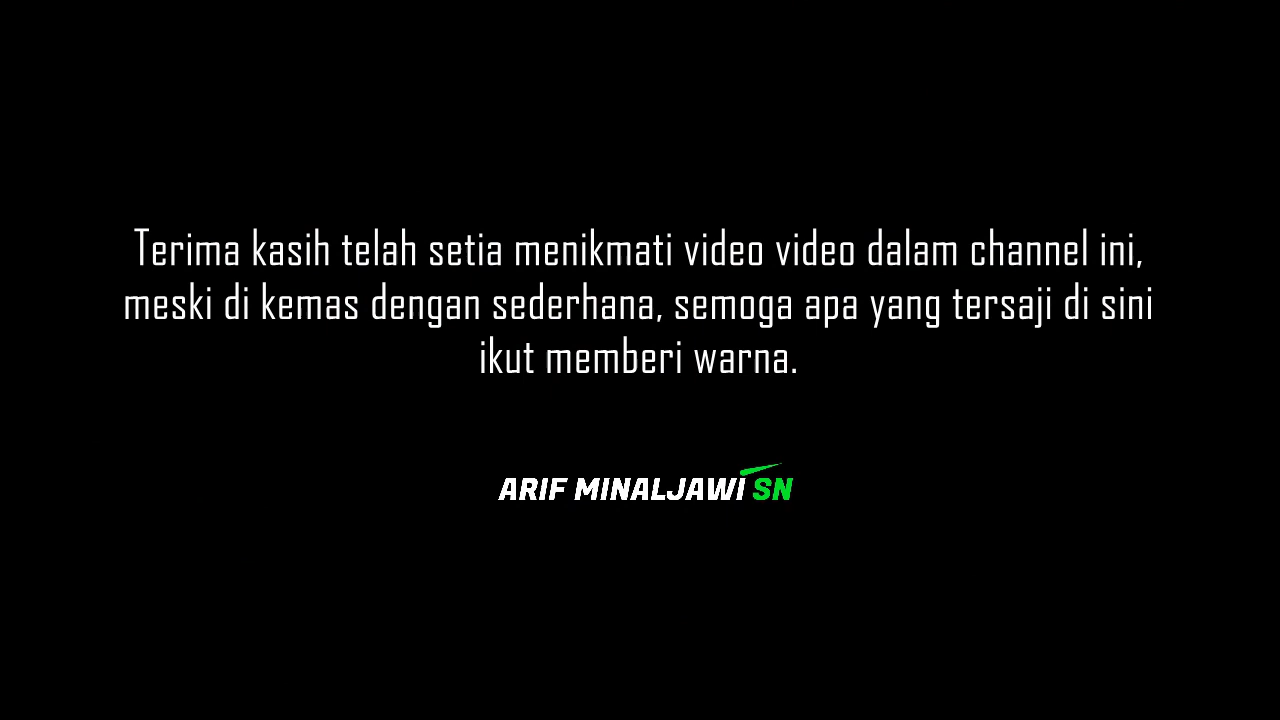 Terima kasih telah setia menikmati video video dalam channel ini,
meski di kemas dengan sederhana, semoga apa yang tersaji di sini
ikut memberi warna.
ARIF MINALJAWI SN